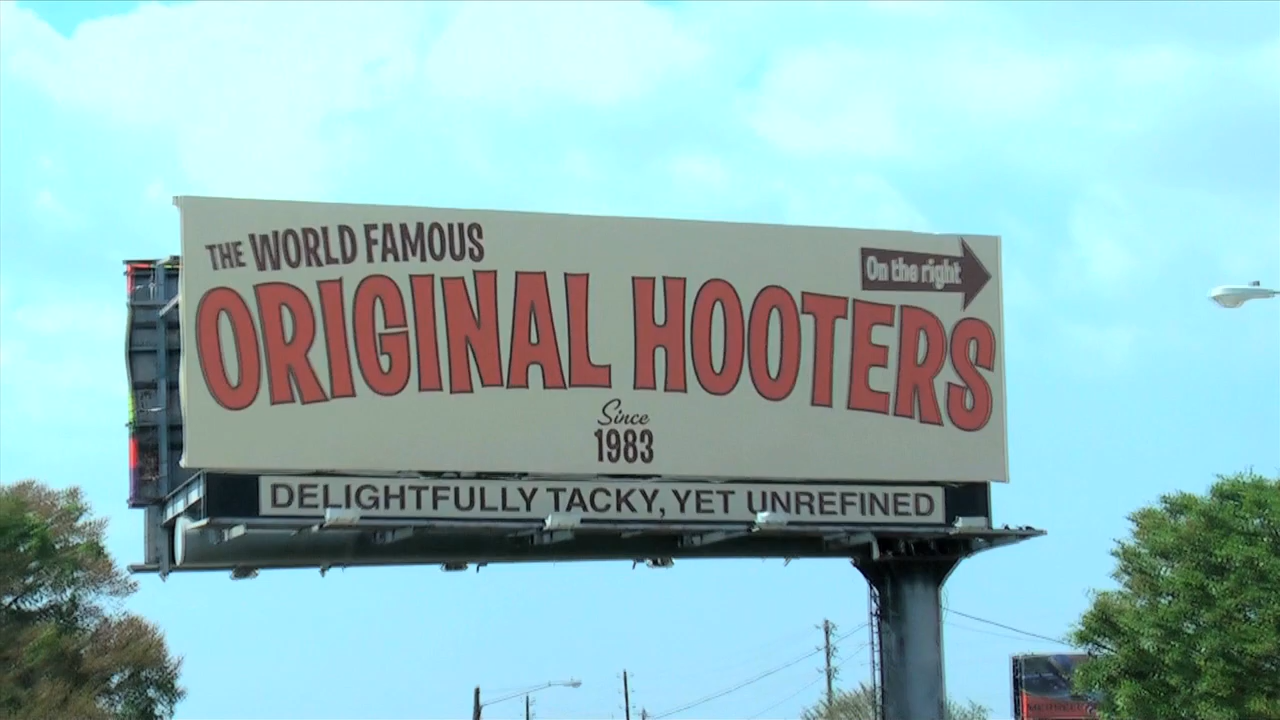 THE WORLD FAMOUS
On the right
ORIGINAL HOOTERS
Since
1983
DELIGHTFULLY TACKY, YET UNREFINED